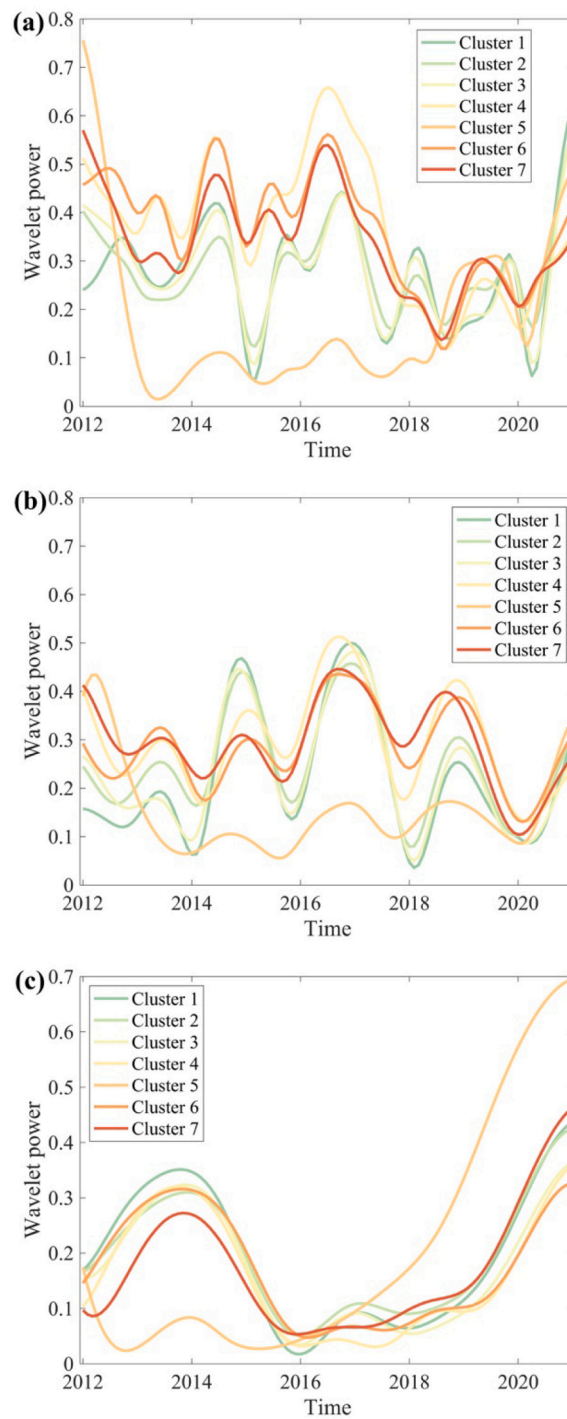 (a)
0.8
0.7
0.6
0.5
0.4
0.3
0.2
0.1
0
Wavelet power
Cluster 1
Cluster 2
Cluster 3
Cluster 4
Cluster 5
Cluster 6
Cluster 7
2012 2014 2016 2018 2020
Time
(b)
0.8
0.7
0.6
0.5
0.4
0.3
0.2
0.1
0
Wavelet power
Cluster 1
Cluster 2
Cluster 3
Cluster 4
Cluster 5
Cluster 6
Cluster 7
2012 2014 2016 2018 2020
Time
(c)
0.7
0.6
0.5
0.4
0.3
0.2
0.1
0
Wavelet power
Cluster 1
Cluster 2
Cluster 3
Cluster 4
Cluster 5
Cluster 6
Cluster 7
2012 2014 2016 2018 2020
Time